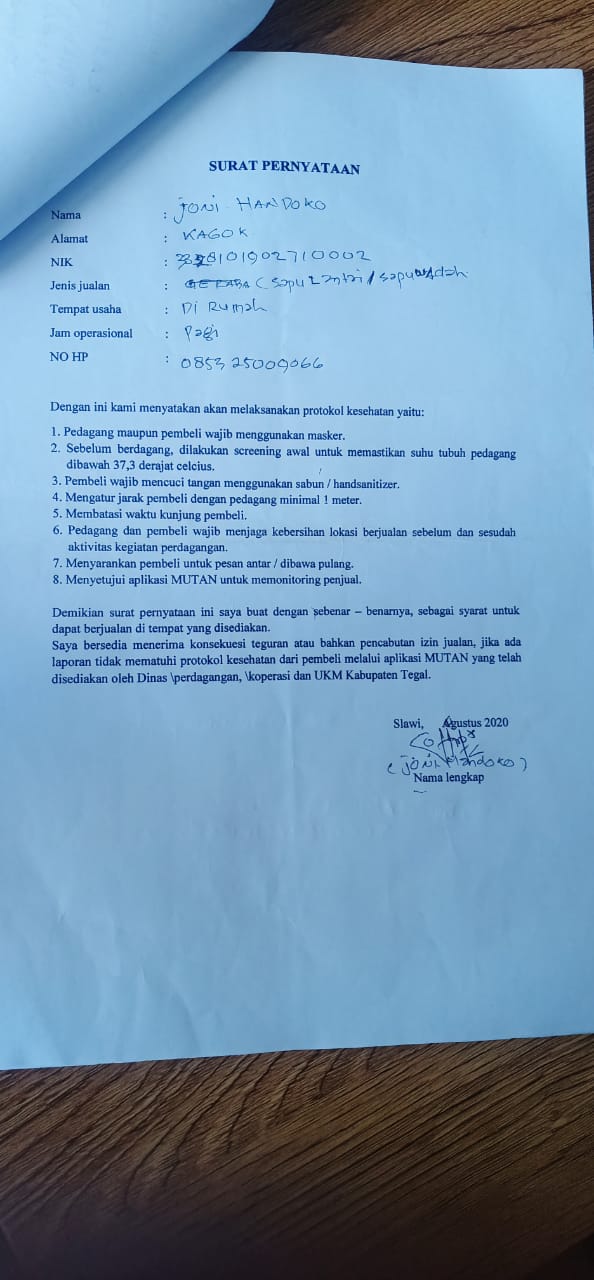 SURAT PERNYATAAN
Nama : JONI HANDOKO
Alamat : KAGOK
NIK :
Jenis jualan : (Sapu Lantai /
Tempat usaha : Di Rumah
Jam operasional : Pagi
NO HP : 085325009066
Dengan ini kami menyatakan akan melaksanakan protokol kesehatan yaitu:
1. Pedagang maupun pembeli wajib menggunakan masker.
2. Sebelum berdagang, dilakukan screening awal untuk memastikan suhu tubuh pedagang
dibawah 37,3 derajat celcius.
3. Pembeli wajib mencuci tangan menggunakan sabun / handsanitizer.
4. Mengatur jarak pembeli dengan pedagang minimal 1 meter.
5. Membatasi waktu kunjung pembeli.
6. Pedagang dan pembeli wajib menjaga kebersihan lokasi berjualan sebelum dan sesudah
aktivitas kegiatan perdagangan.
7. Menyarankan pembeli untuk pesan antar / dibawa pulang.
8. Menyetujui aplikasi MUTAN untuk memonitoring penjual.
Demikian surat pernyataan ini saya buat dengan sebenar – benarnya, sebagai syarat untuk
dapat berjualan di tempat yang disediakan.
Saya bersedia menerima konsekuesi teguran atau bahkan pencabutan izin jualan, jika ada
laporan tidak mematuhi protokol kesehatan dari pembeli melalui aplikasi MUTAN yang telah
disediakan oleh Dinas \perdagangan, \koperasi dan UKM Kabupaten Tegal.
Slawi, Agustus 2020
(Joni Handoko)
Nama lengkap